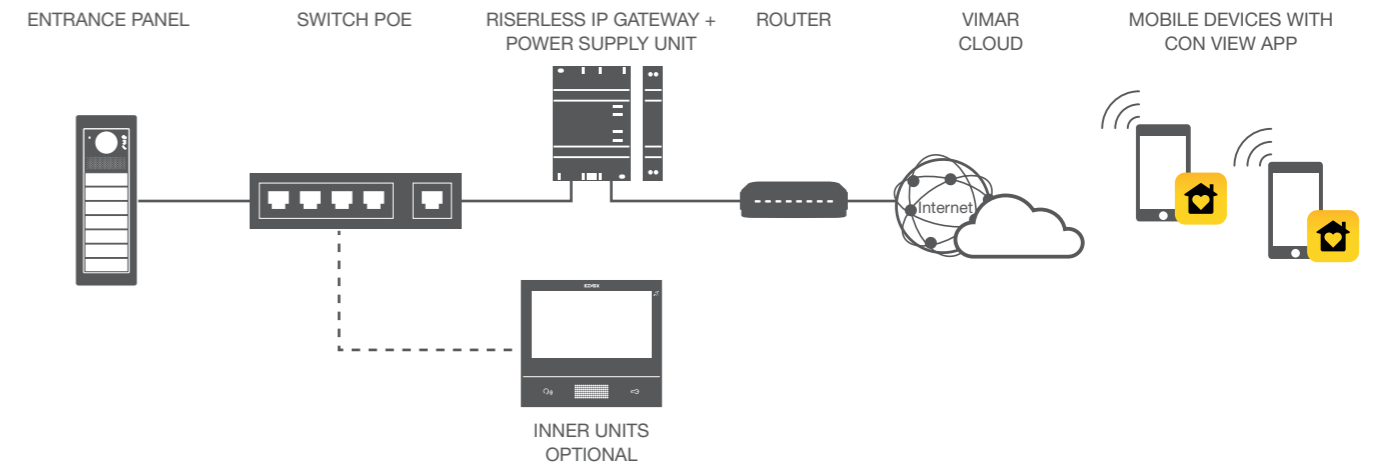 ENTRANCE PANEL
SWITCH POE
RISERLESS IP GATEWAY +
POWER SUPPLY UNIT
ROUTER
VIMAR
CLOUD
MOBILE DEVICES WITH
CON VIEW APP
Internet
INNER UNITS
OPTIONAL